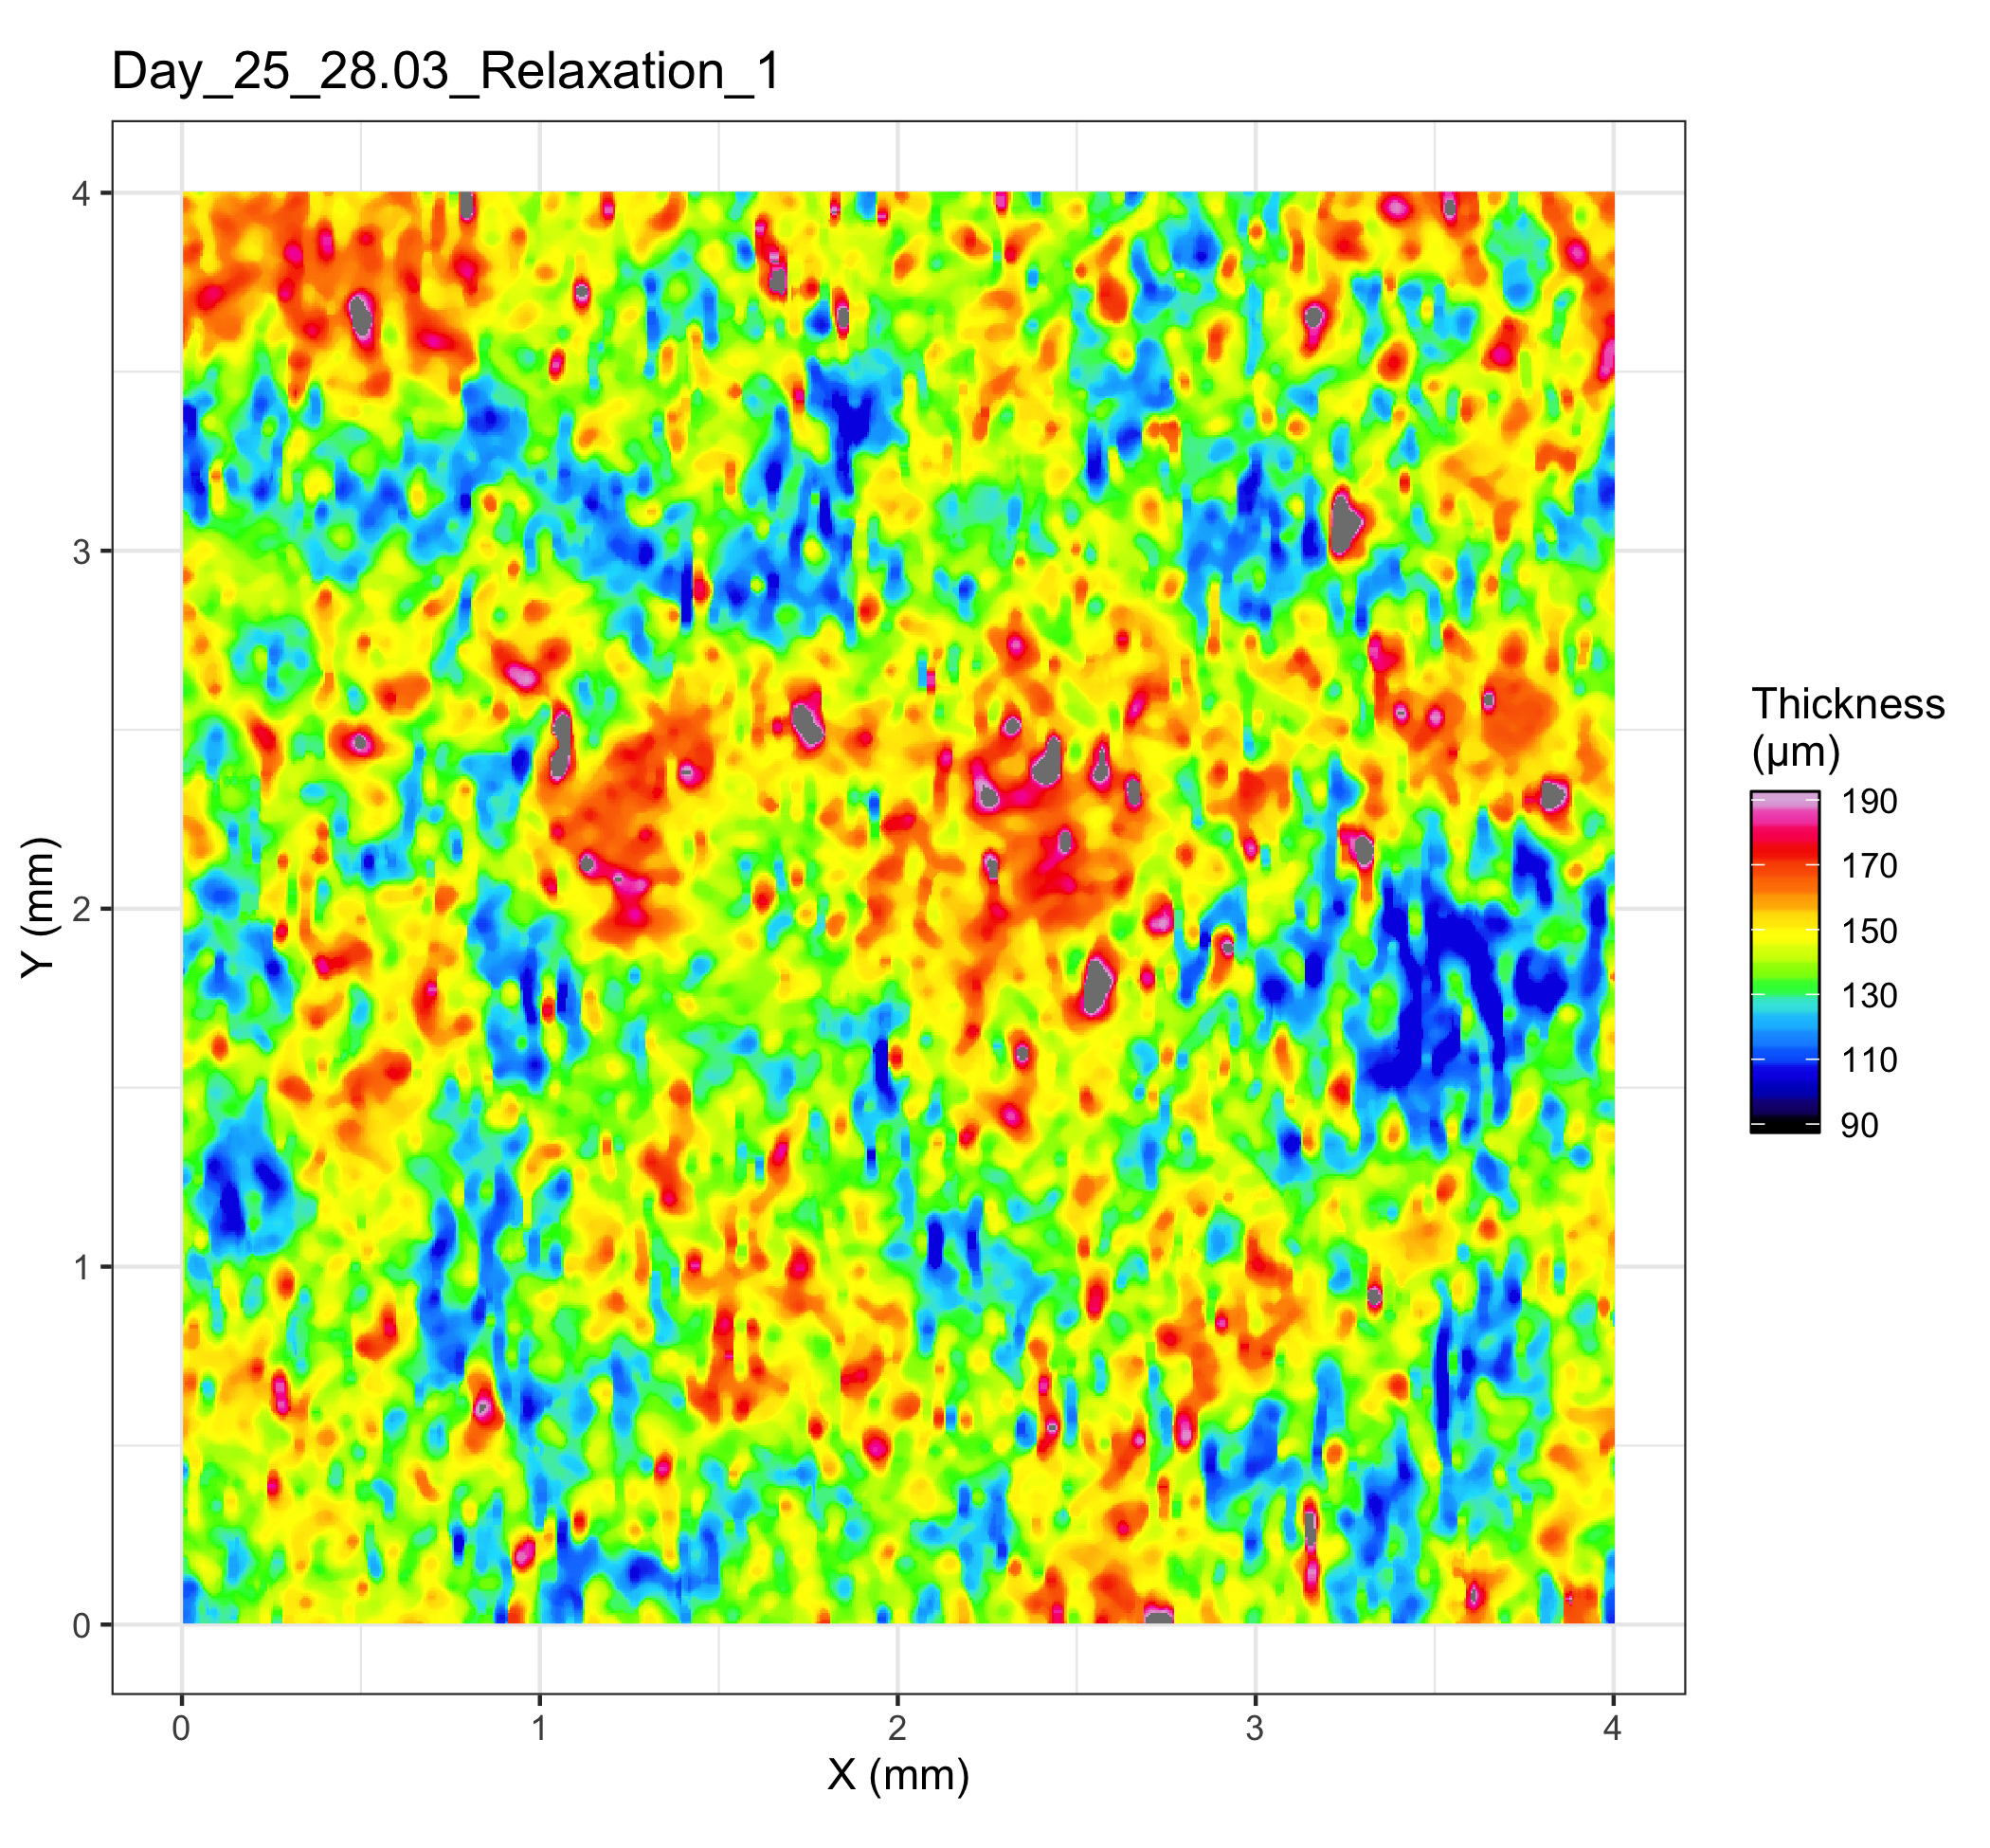 Day_25_28.03_Relaxation_1
4
3
2
1
0
Y (mm)
0 1 2 3 4
X (mm)
Thickness
(μm)
190
170
150
130
110
90